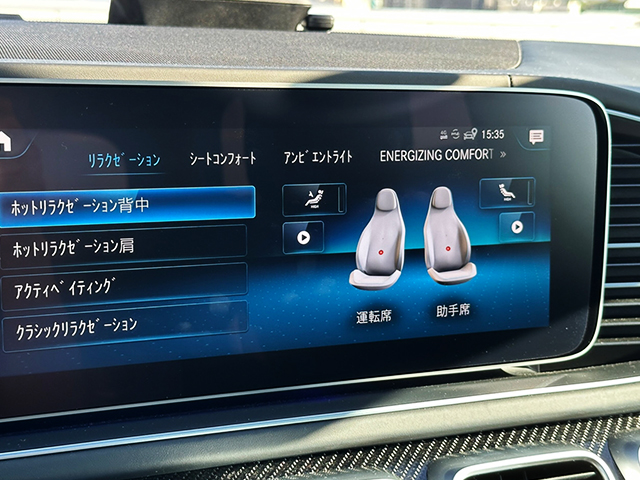 4G 15:35
ﾘﾗｸｾﾞｰｼｮﾝ ｼｰﾄｺﾝﾌｫｰﾄ ｱﾝﾋﾞｴﾝﾄﾗｲﾄ ENERGIZING COMFORT »
ﾎｯﾄﾘﾗｸｾﾞｰｼｮﾝ背中
ﾎｯﾄﾘﾗｸｾﾞｰｼｮﾝ肩
ｱｸﾃｨﾍﾞｲﾃｨﾝｸﾞ
ｸﾗｼｯｸﾘﾗｸｾﾞｰｼｮﾝ
HIGH
HIGH
運転席 助手席